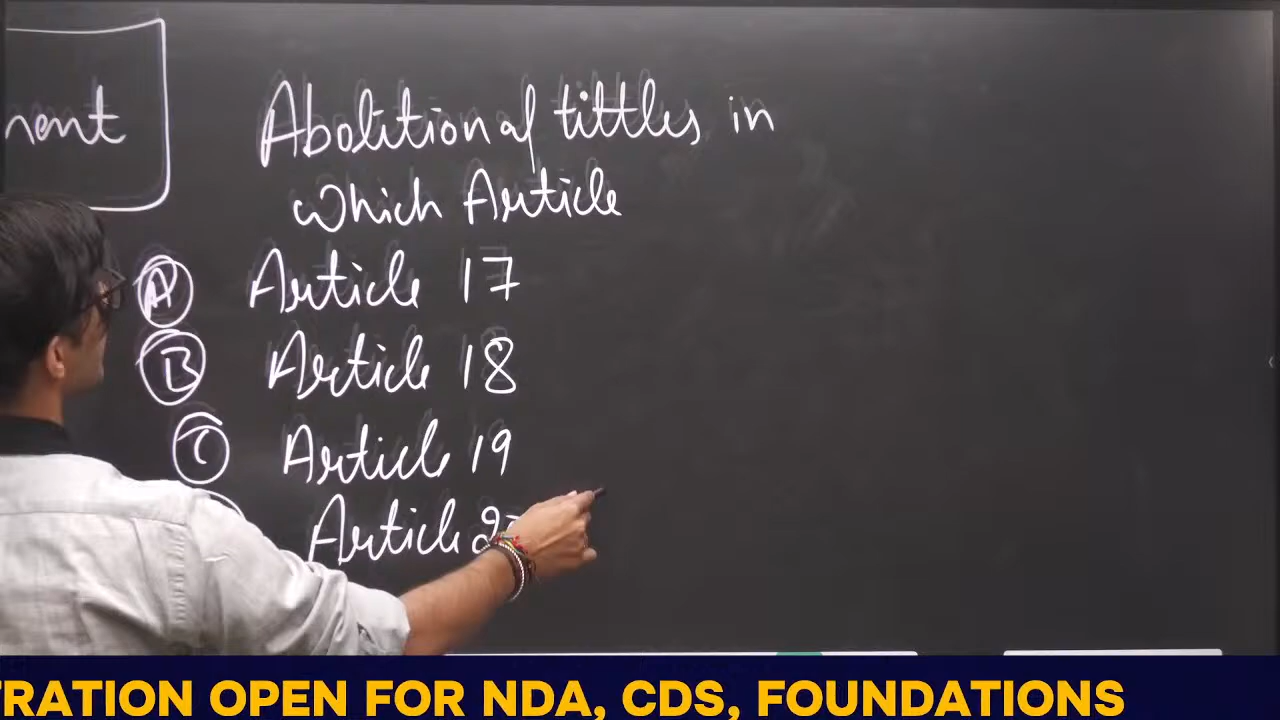 nent
Abolition of tittles in
which Article
A Article 17
B Article 18
C Article 19
Article
TRATION OPEN FOR NDA, CDS, FOUNDATIONS